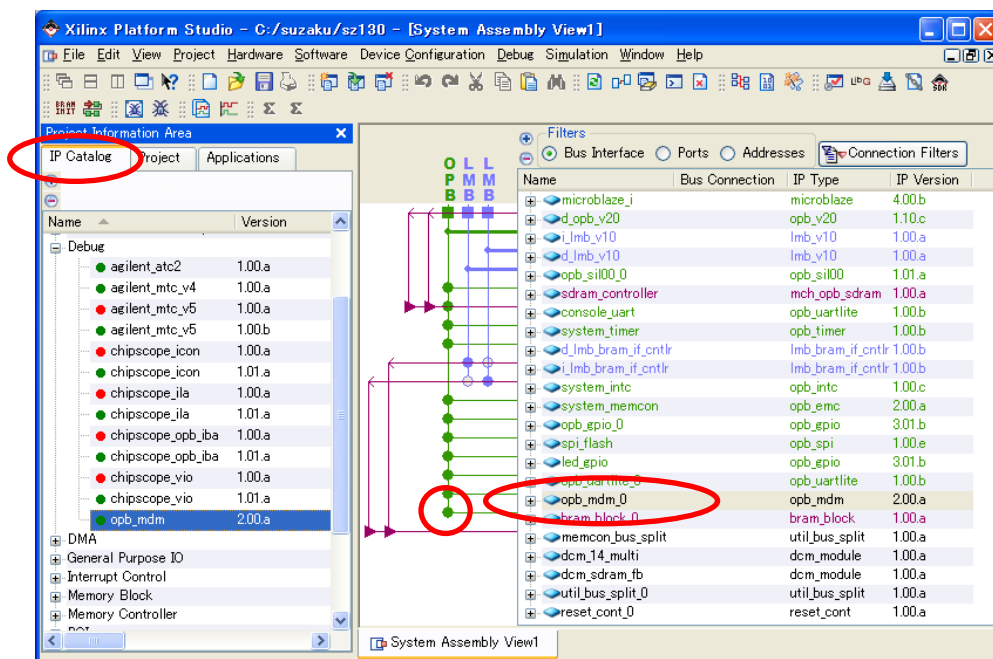 Xilinx Platform Studio - C:/suzaku/sz130 - [System Assembly View1]
File Edit View Project Hardware Software Device Configuration Debug Simulation Window Help
Project Information Area
IP Catalog Project Applications
Name Version
Debug
agilent_atc2 1.00.a
agilent_mtc_v4 1.00.a
agilent_mtc_v5 1.00.a
agilent_mtc_v5 1.00.b
chipscope_icon 1.00.a
chipscope_icon 1.01.a
chipscope_ila 1.00.a
chipscope_ila 1.01.a
chipscope_opb_iba 1.00.a
chipscope_opb_iba 1.01.a
chipscope_vio 1.00.a
chipscope_vio 1.01.a
opb_mdm 2.00.a
DMA
General Purpose IO
Interrupt Control
Memory Block
Memory Controller
OPB LMB LMB
Filters
Bus Interface Ports Addresses Connection Filters
Name Bus Connection IP Type IP Version
microblaze_i microblaze 4.00.b
d_opb_v20 opb_v20 1.10.c
i_lmb_v10 lmb_v10 1.00.a
d_lmb_v10 lmb_v10 1.00.a
opb_sil00_0 opb_sil00 1.01.a
sdram_controller mch_opb_sdram 1.00.a
console_uart opb_uartlite 1.00.b
system_timer opb_timer 1.00.b
d_lmb_bram_if_cntlr lmb_bram_if_cntlr 1.00.b
i_lmb_bram_if_cntlr lmb_bram_if_cntlr 1.00.b
system_intc opb_intc 1.00.c
system_memcon opb_emc 2.00.a
opb_gpio_0 opb_gpio 3.01.b
spi_flash opb_spi 1.00.e
led_gpio opb_gpio 3.01.b
opb_uartlite_0 opb_uartlite 1.00.b
opb_mdm_0 opb_mdm 2.00.a
bram_block_0 bram_block 1.00.a
memcon_bus_split util_bus_split 1.00.a
dcm_14_multi dcm_module 1.00.a
dcm_sdram_fb dcm_module 1.00.a
util_bus_split_0 util_bus_split 1.00.a
reset_cont_0 reset_cont 1.00.a
System Assembly View1